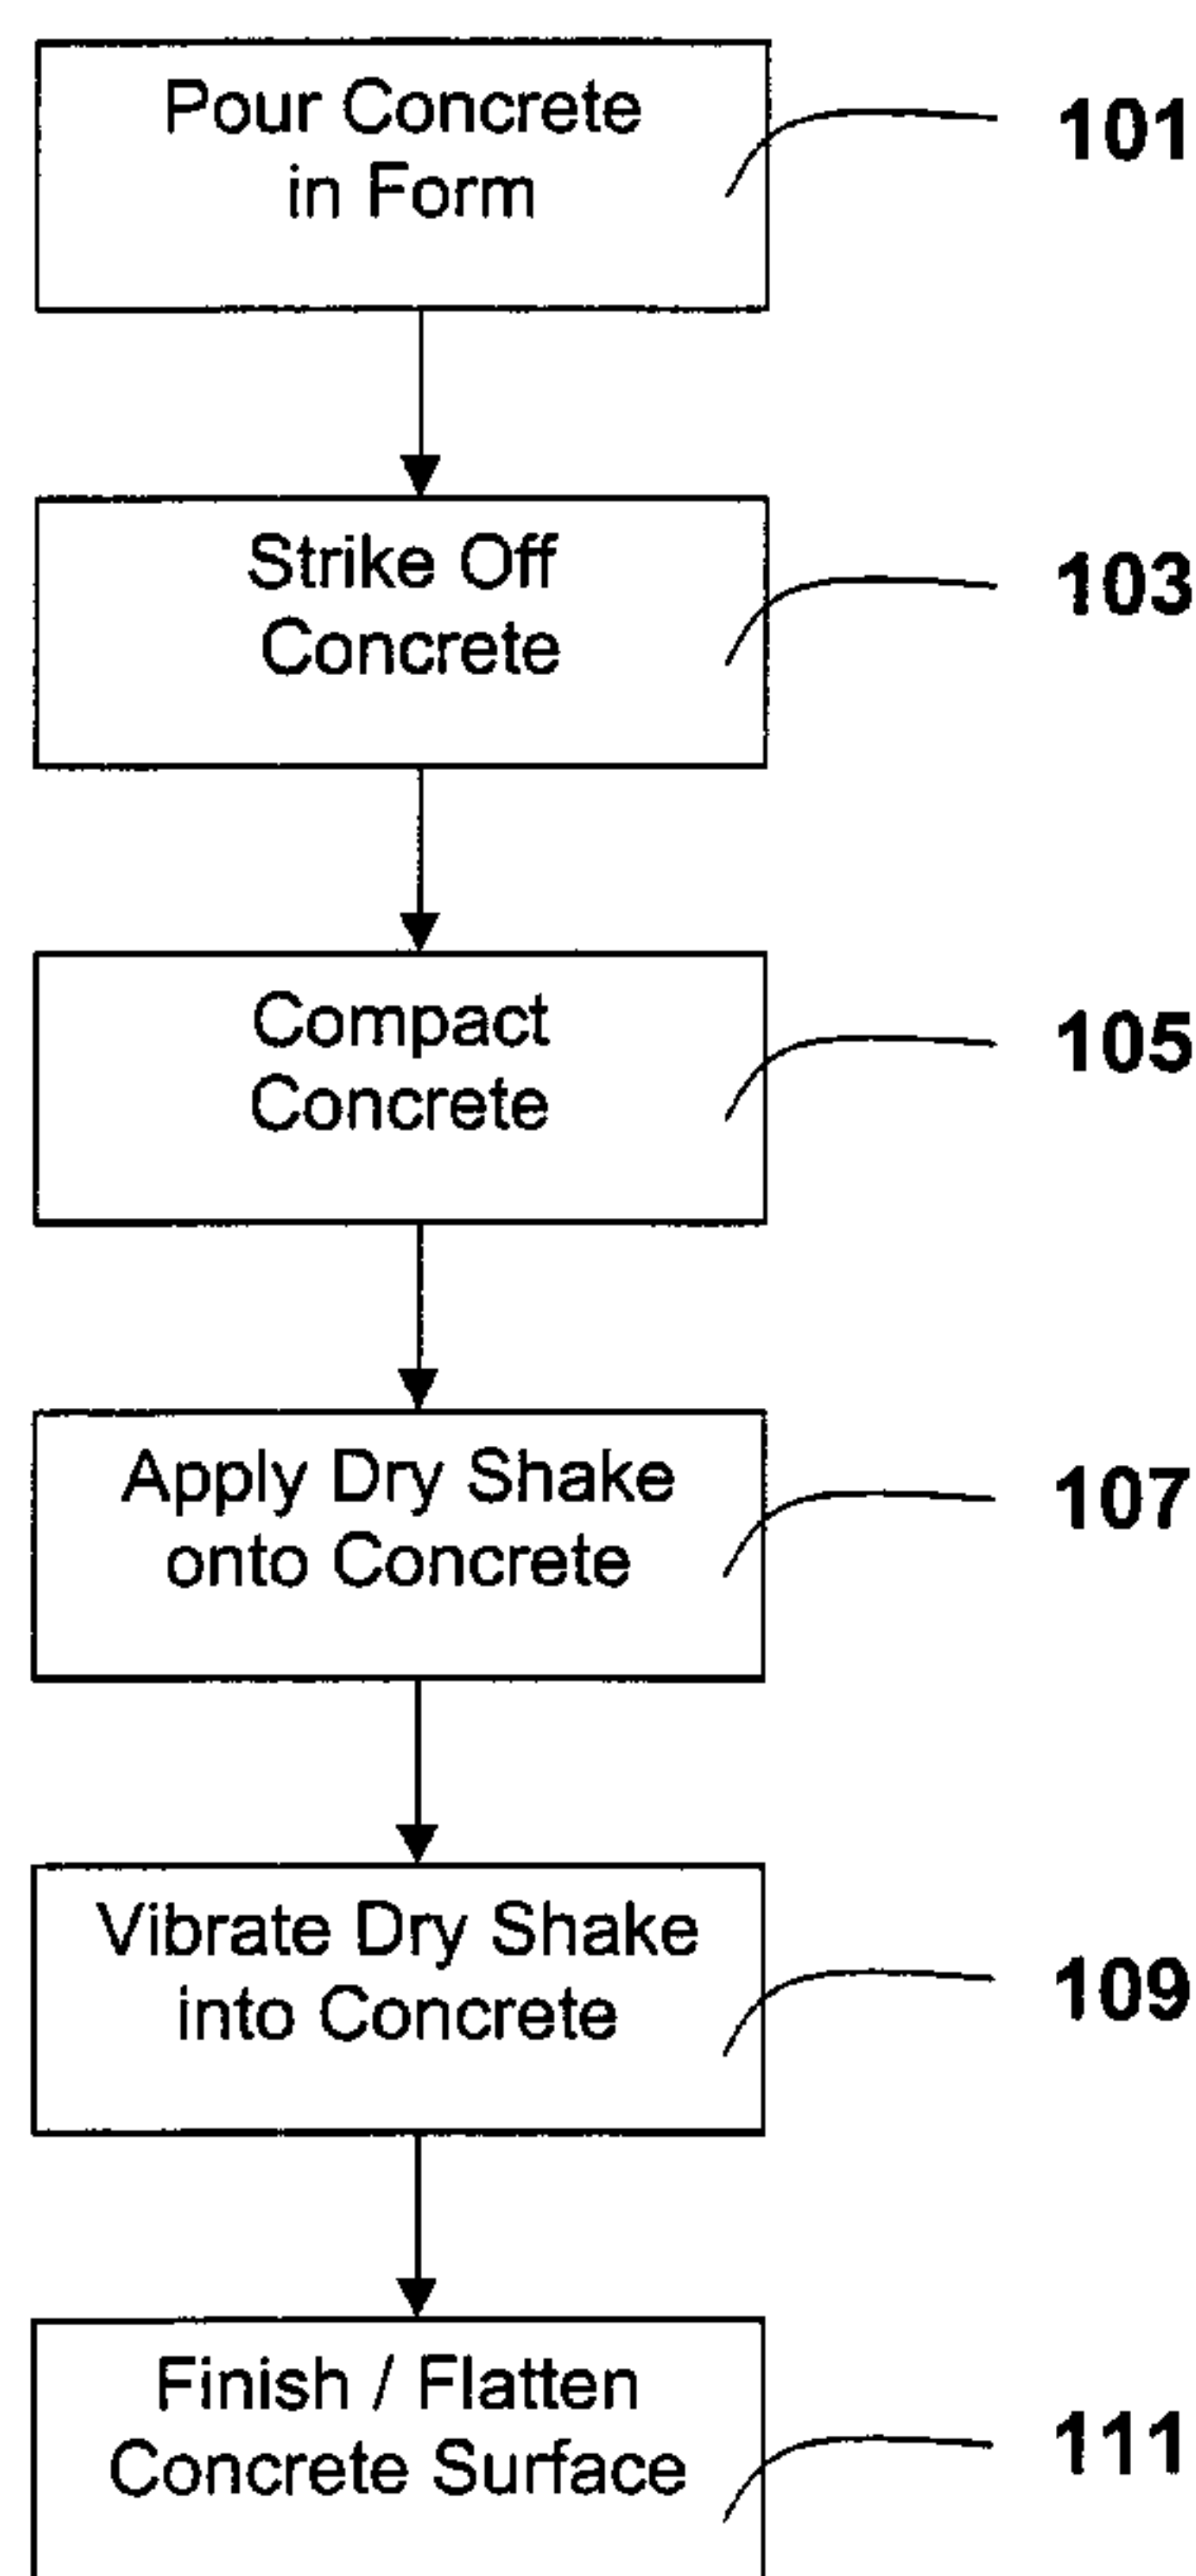 Pour Concrete
in Form
101
Strike Off
Concrete
103
Compact
Concrete
105
Apply Dry Shake
onto Concrete
107
Vibrate Dry Shake
into Concrete
109
Finish / Flatten
Concrete Surface
111